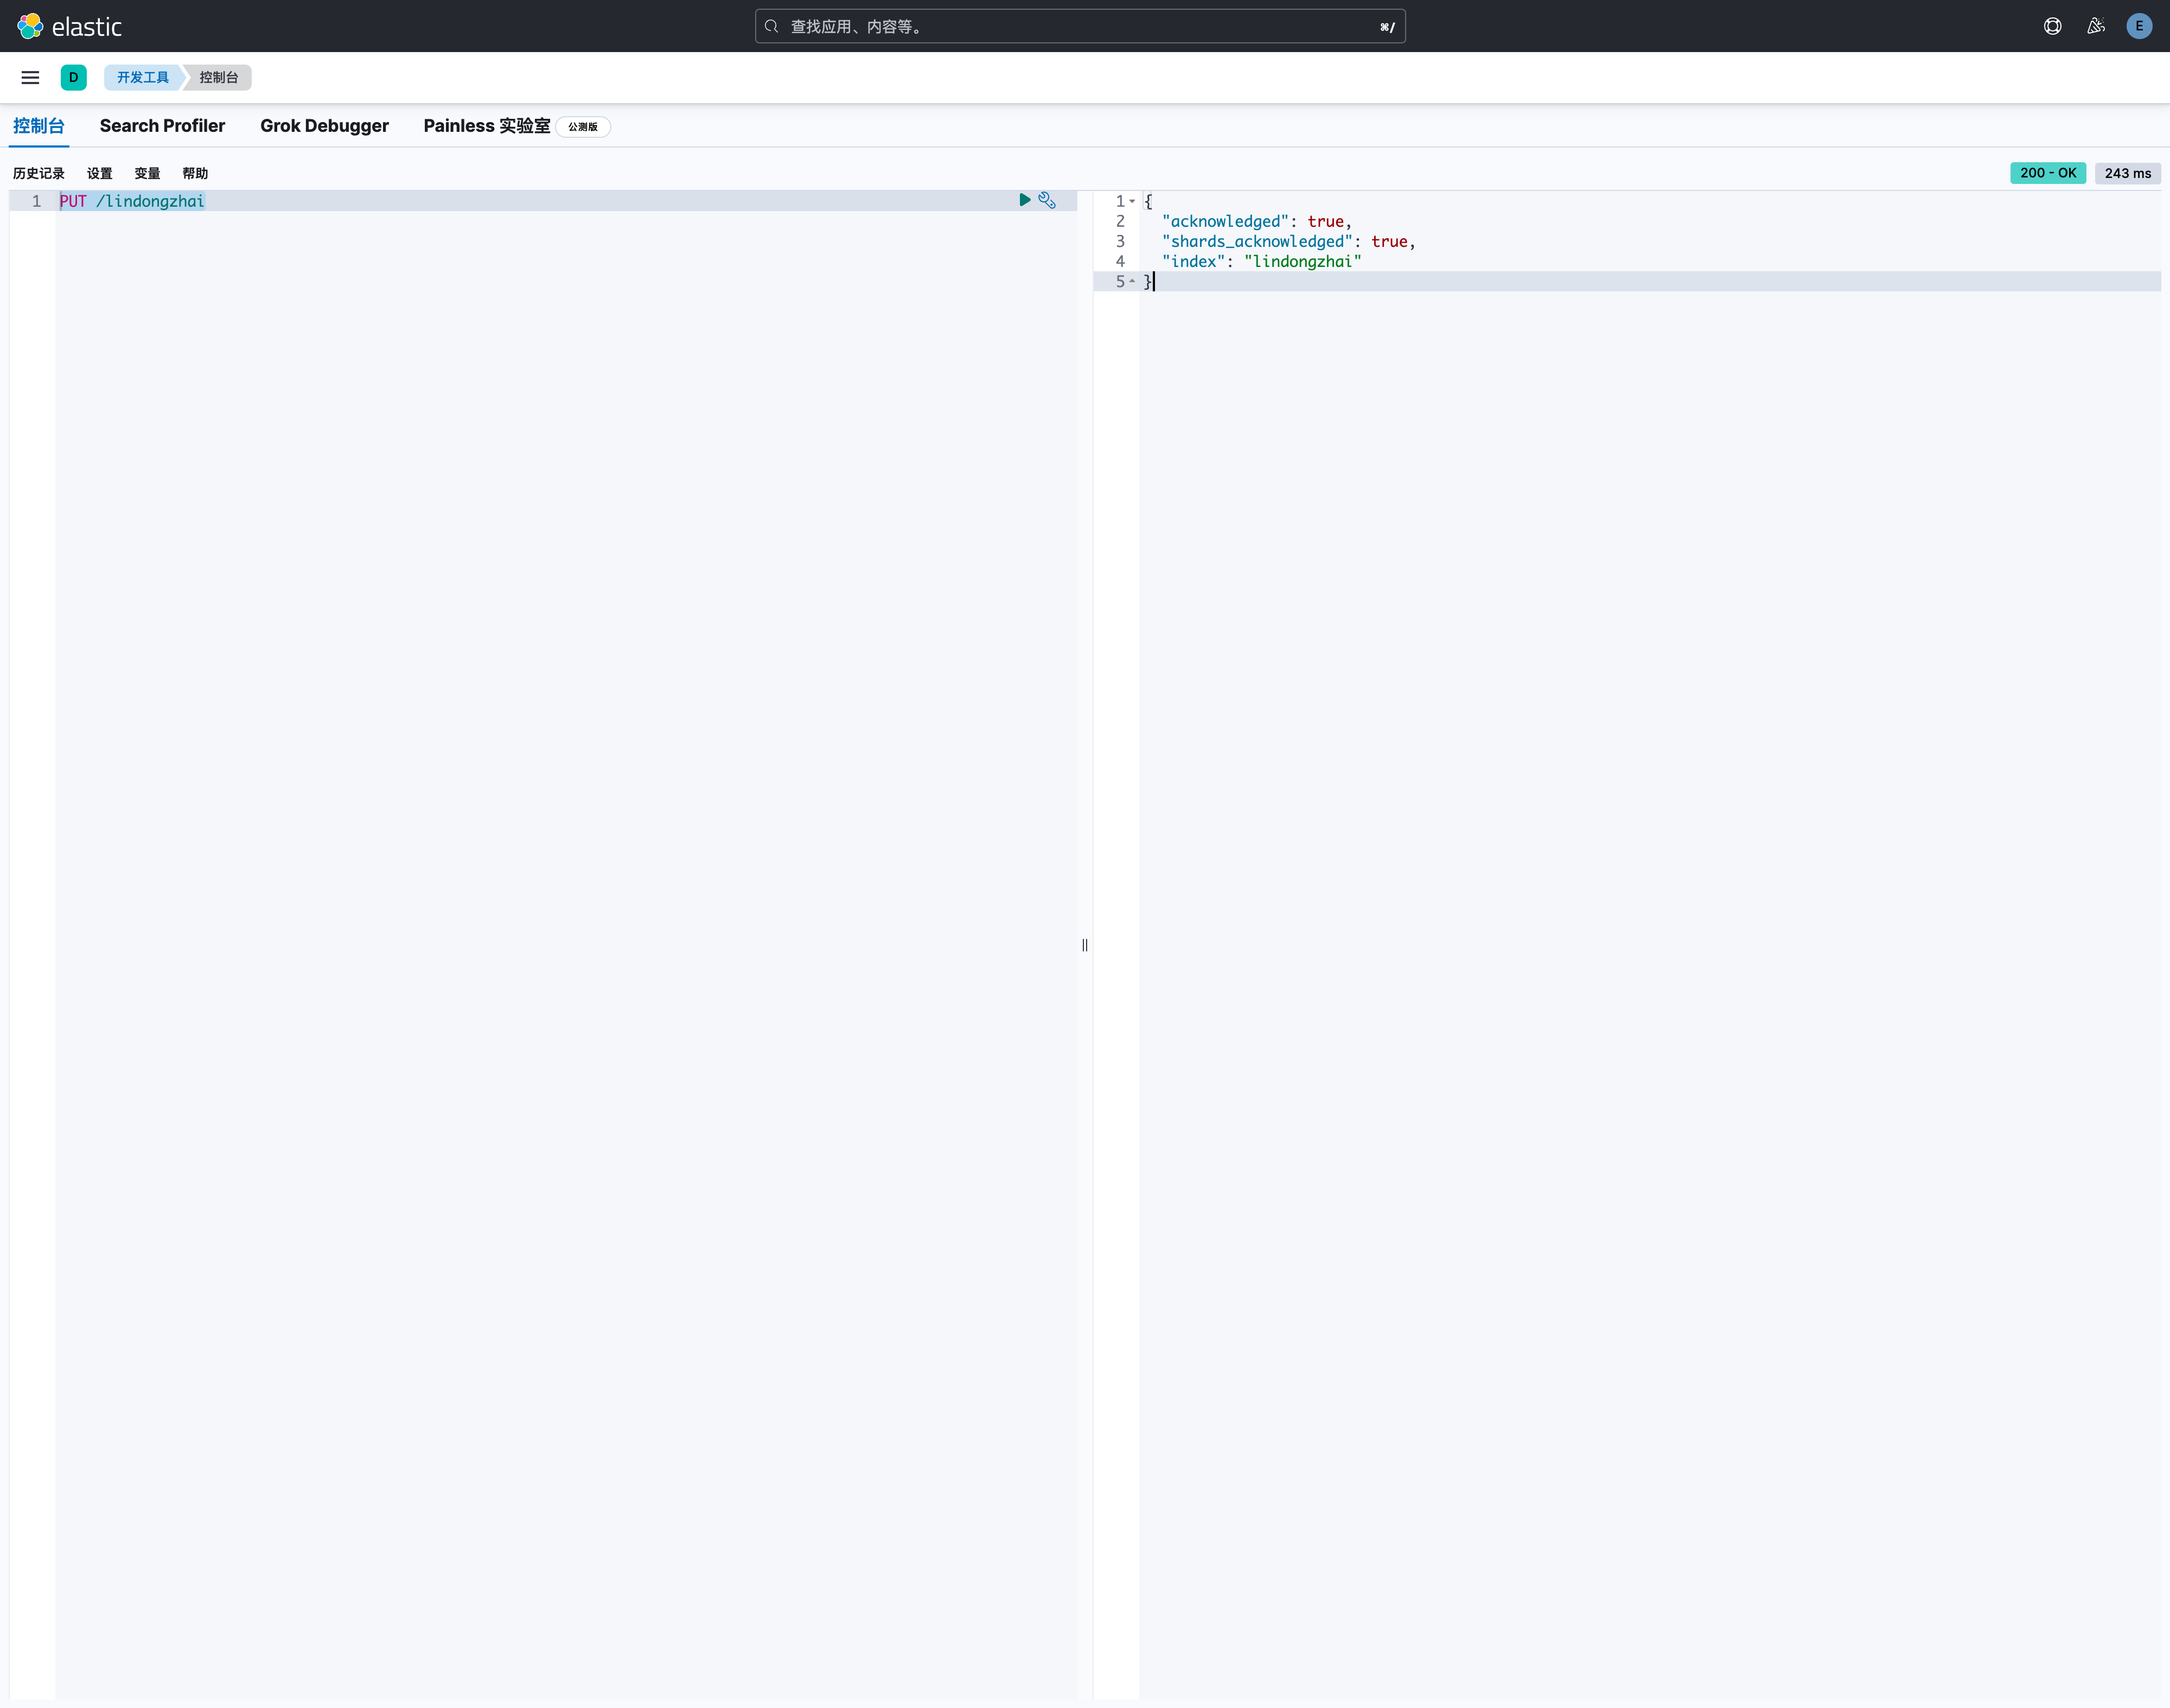 elastic
查找应用、内容等。
⌘/
E
D
开发工具
控制台
控制台
Search Profiler
Grok Debugger
Painless 实验室
公测版
历史记录
设置
变量
帮助
200 - OK
243 ms
1
PUT /lindongzhai
1
{
2
"acknowledged": true,
3
"shards_acknowledged": true,
4
"index": "lindongzhai"
5
}